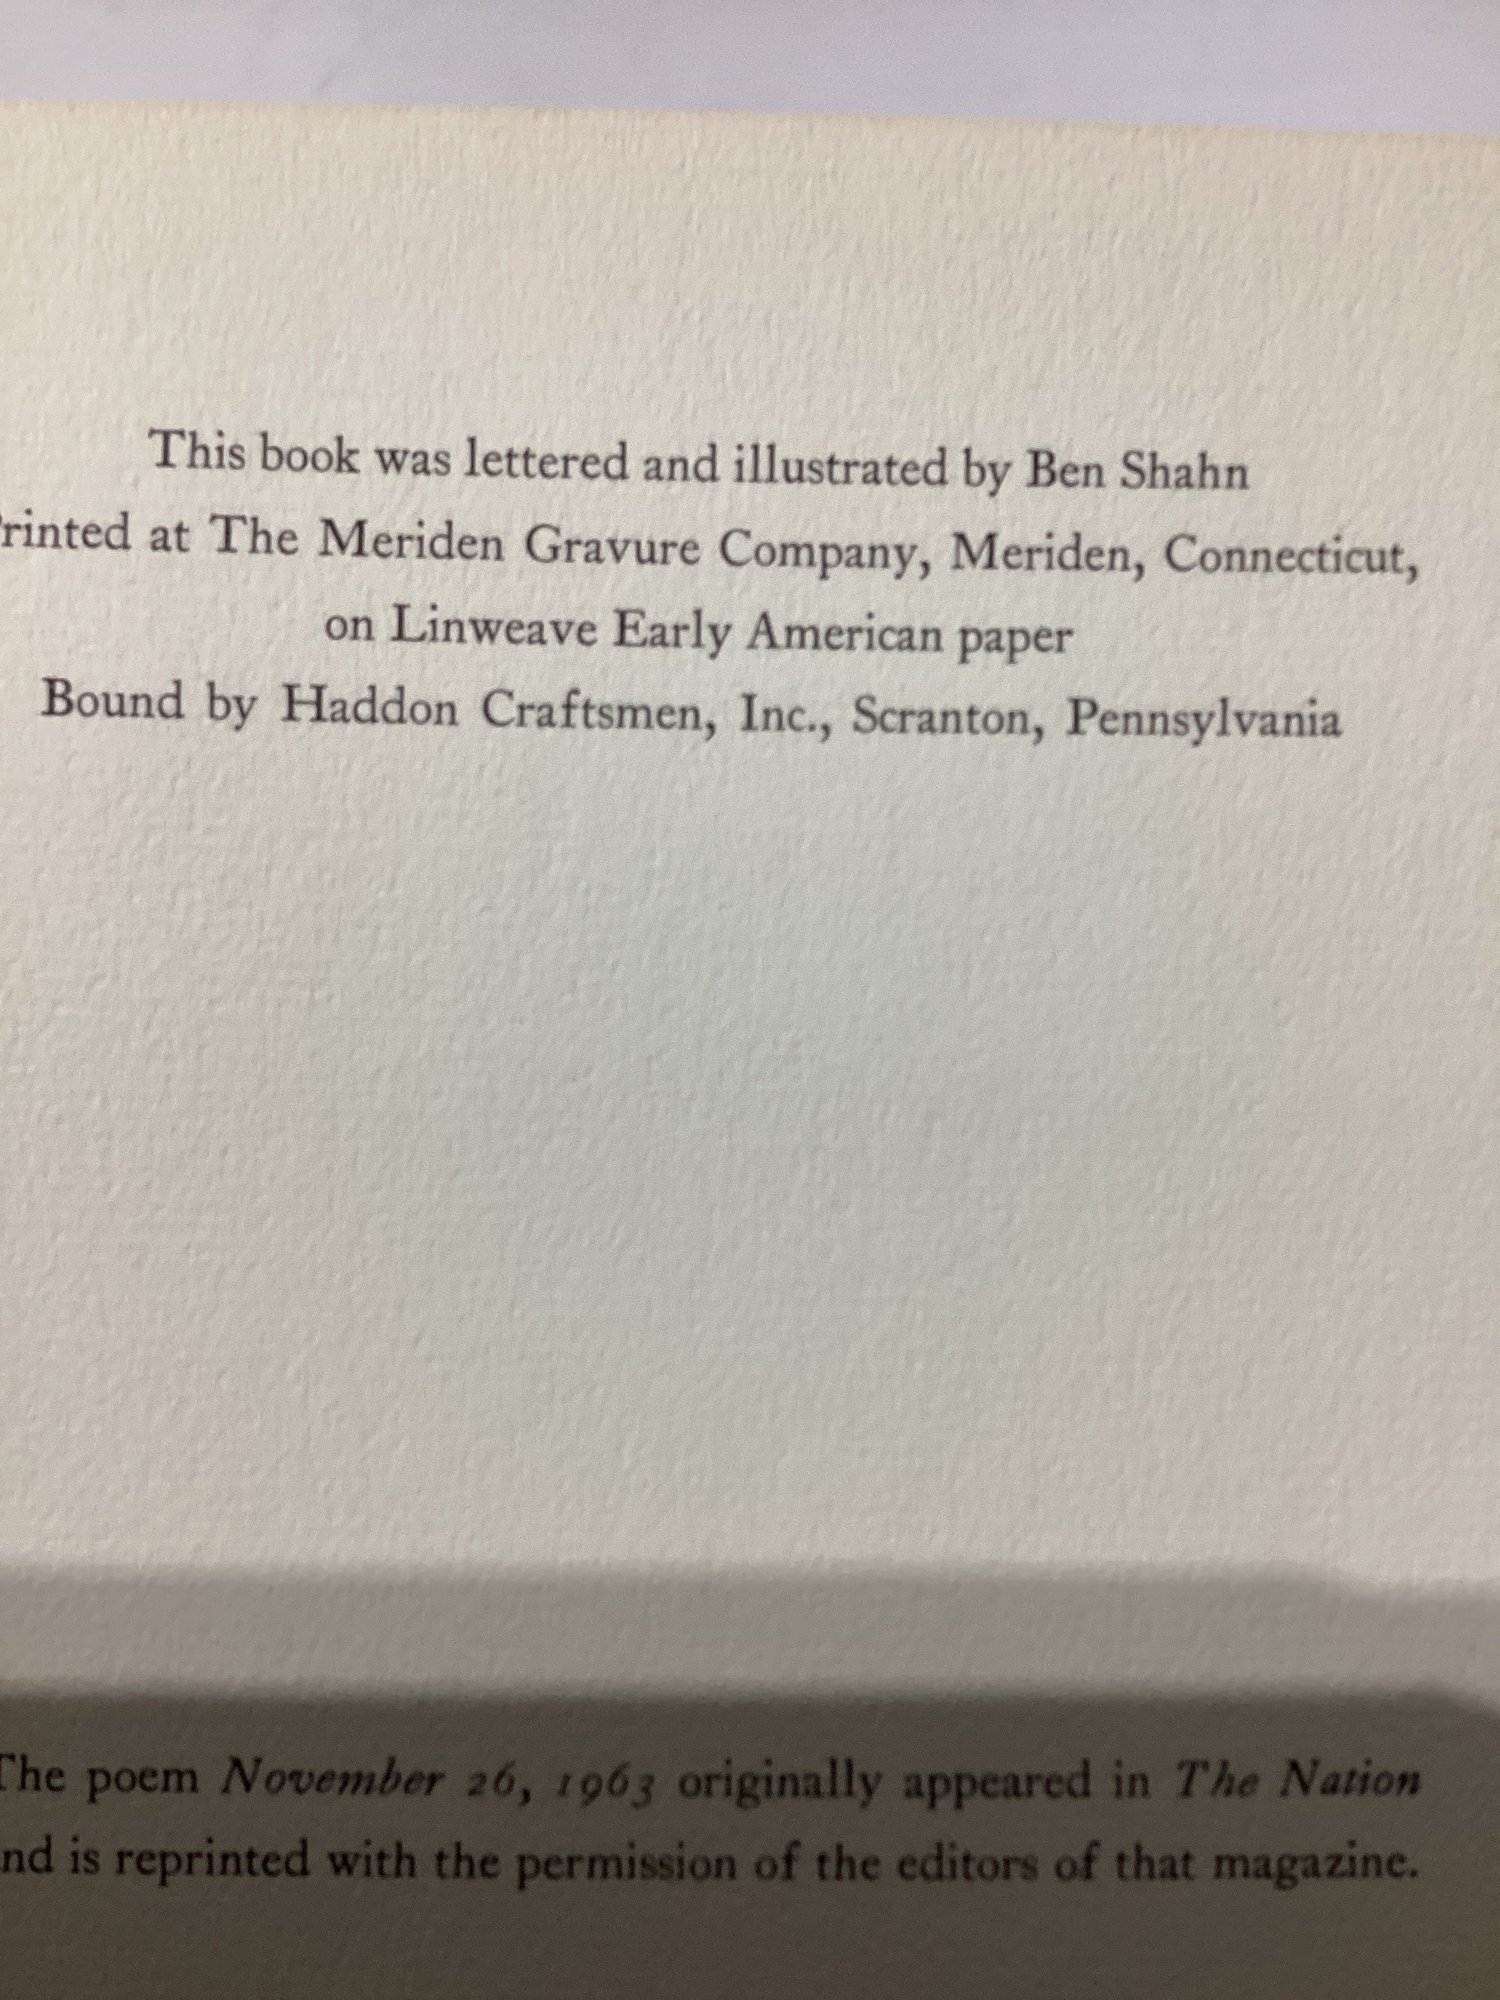 This book was lettered and illustrated by Ben Shahn
Printed at The Meriden Gravure Company, Meriden, Connecticut,
on Linweave Early American paper
Bound by Haddon Craftsmen, Inc., Scranton, Pennsylvania
The poem November 26, 1963 originally appeared in The Nation
and is reprinted with the permission of the editors of that magazine.